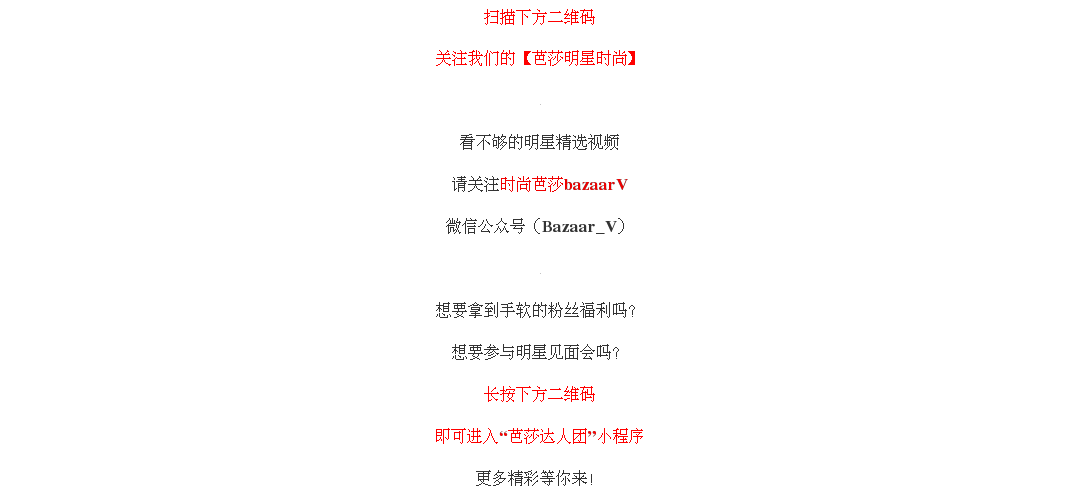 扫描下方二维码
关注我们的【芭莎明星时尚】
看不够的明星精选视频
请关注时尚芭莎bazaarV
微信公众号（Bazaar_V）
想要拿到手软的粉丝福利吗?
想要参与明星见面会吗?
长按下方二维码
即可进入“芭莎达人团”小程序
更多精彩等你来!